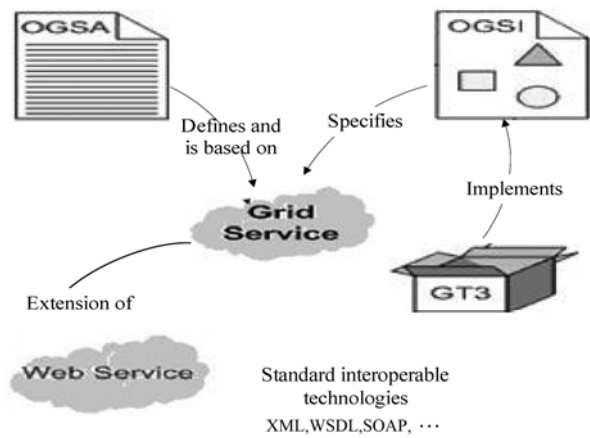 OGSA
OGSI
Defines and
is based on
Specifies
Implements
Grid
Service
GT3
Extension of
Web Service
Standard interoperable
technologies
XML,WSDL,SOAP, ⋯